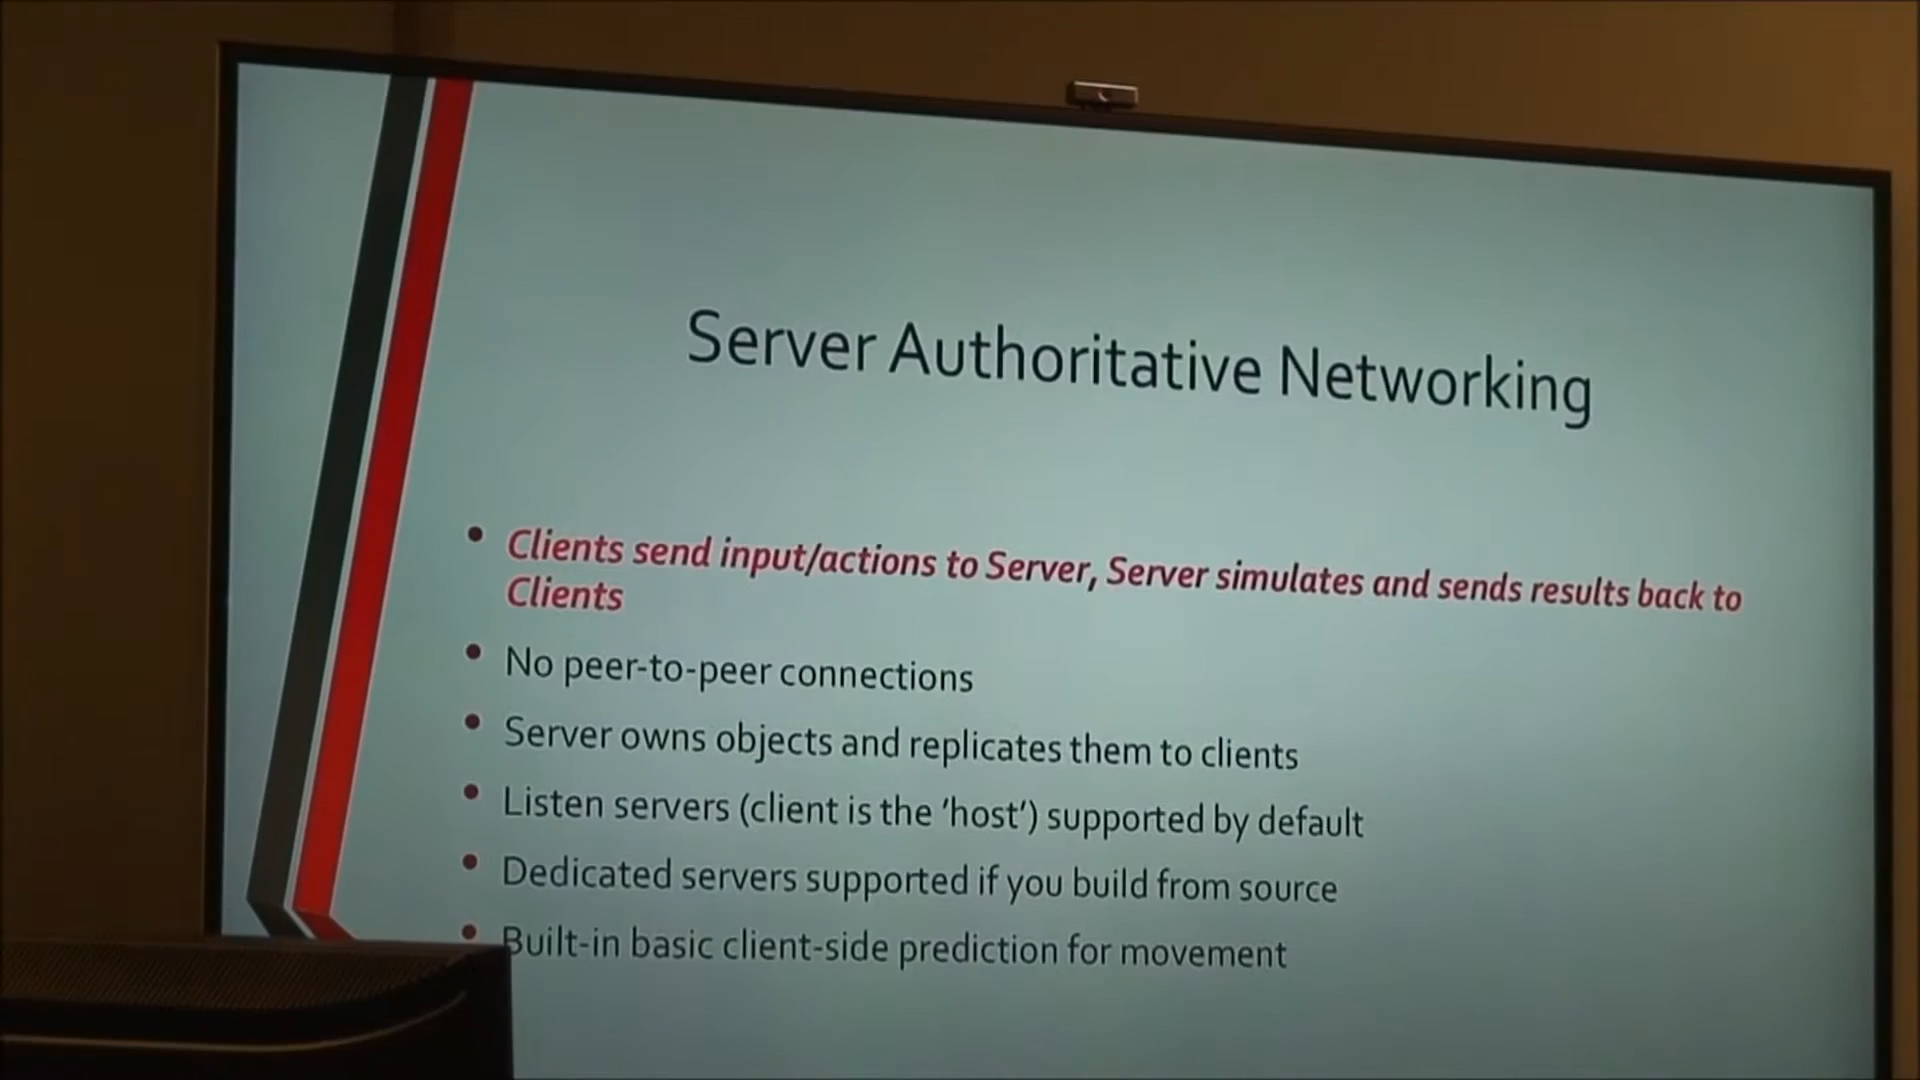 Server Authoritative Networking
• Clients send input/actions to Server, Server simulates and sends results back to
Clients
• No peer-to-peer connections
• Server owns objects and replicates them to clients
• Listen servers (client is the 'host') supported by default
• Dedicated servers supported if you build from source
• Built-in basic client-side prediction for movement